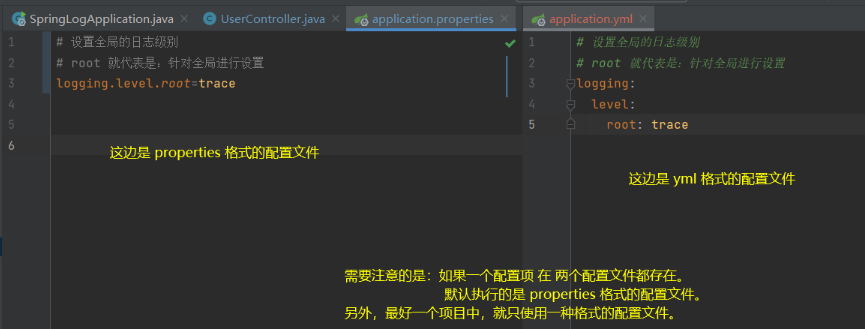 SpringLogApplication.java
UserController.java
application.properties
application.yml
1
# 设置全局的日志级别
2
# root 就代表是：针对全局进行设置
3
logging.level.root=trace
4
5
6
这边是 properties 格式的配置文件
1
# 设置全局的日志级别
2
# root 就代表是：针对全局进行设置
3
logging:
4
level:
5
root: trace
这边是 yml 格式的配置文件
需要注意的是：如果一个配置项 在 两个配置文件都存在。
默认执行的是 properties 格式的配置文件。
另外，最好一个项目中，就只使用一种格式的配置文件。